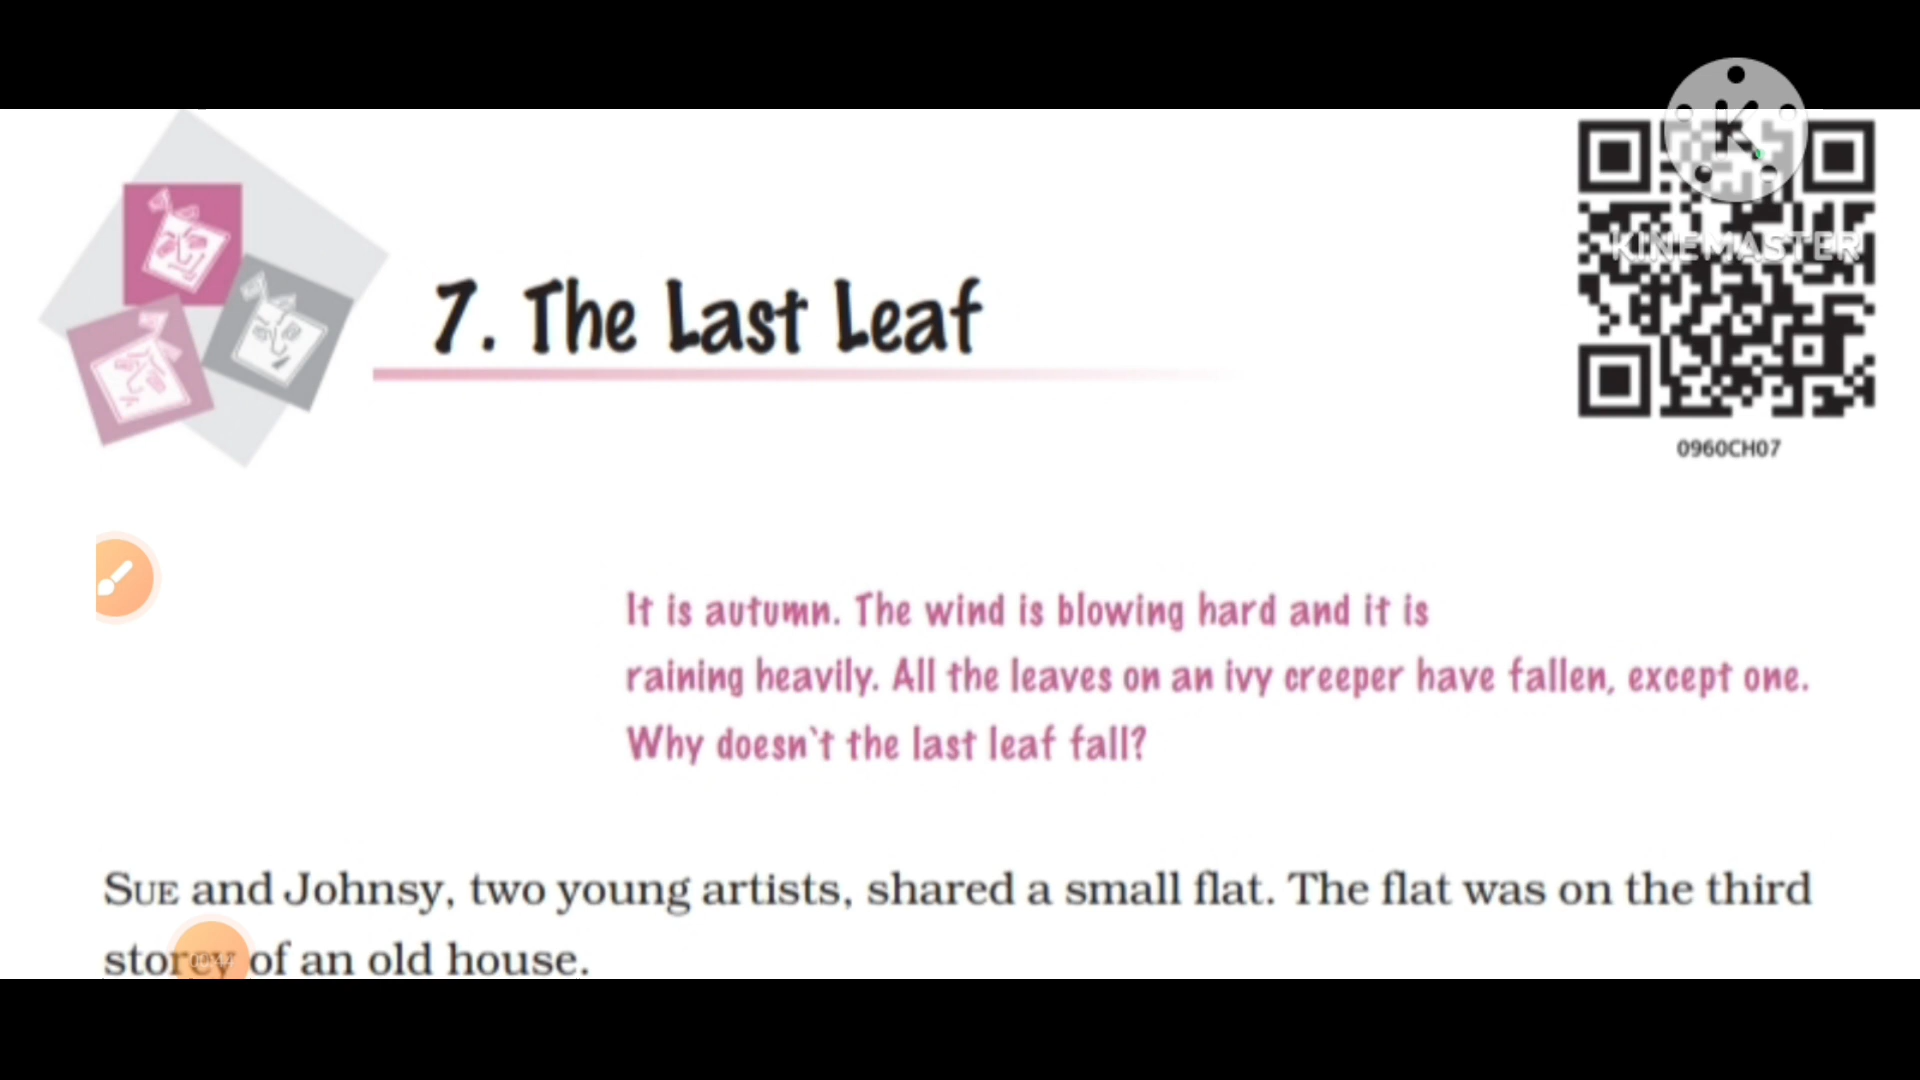 KINEMASTER
7. The Last Leaf
0960CH07
It is autumn. The wind is blowing hard and it is
raining heavily. All the leaves on an ivy creeper have fallen, except one.
Why doesn`t the last leaf fall?
SUE and Johnsy, two young artists, shared a small flat. The flat was on the third
storey of an old house.
00:44